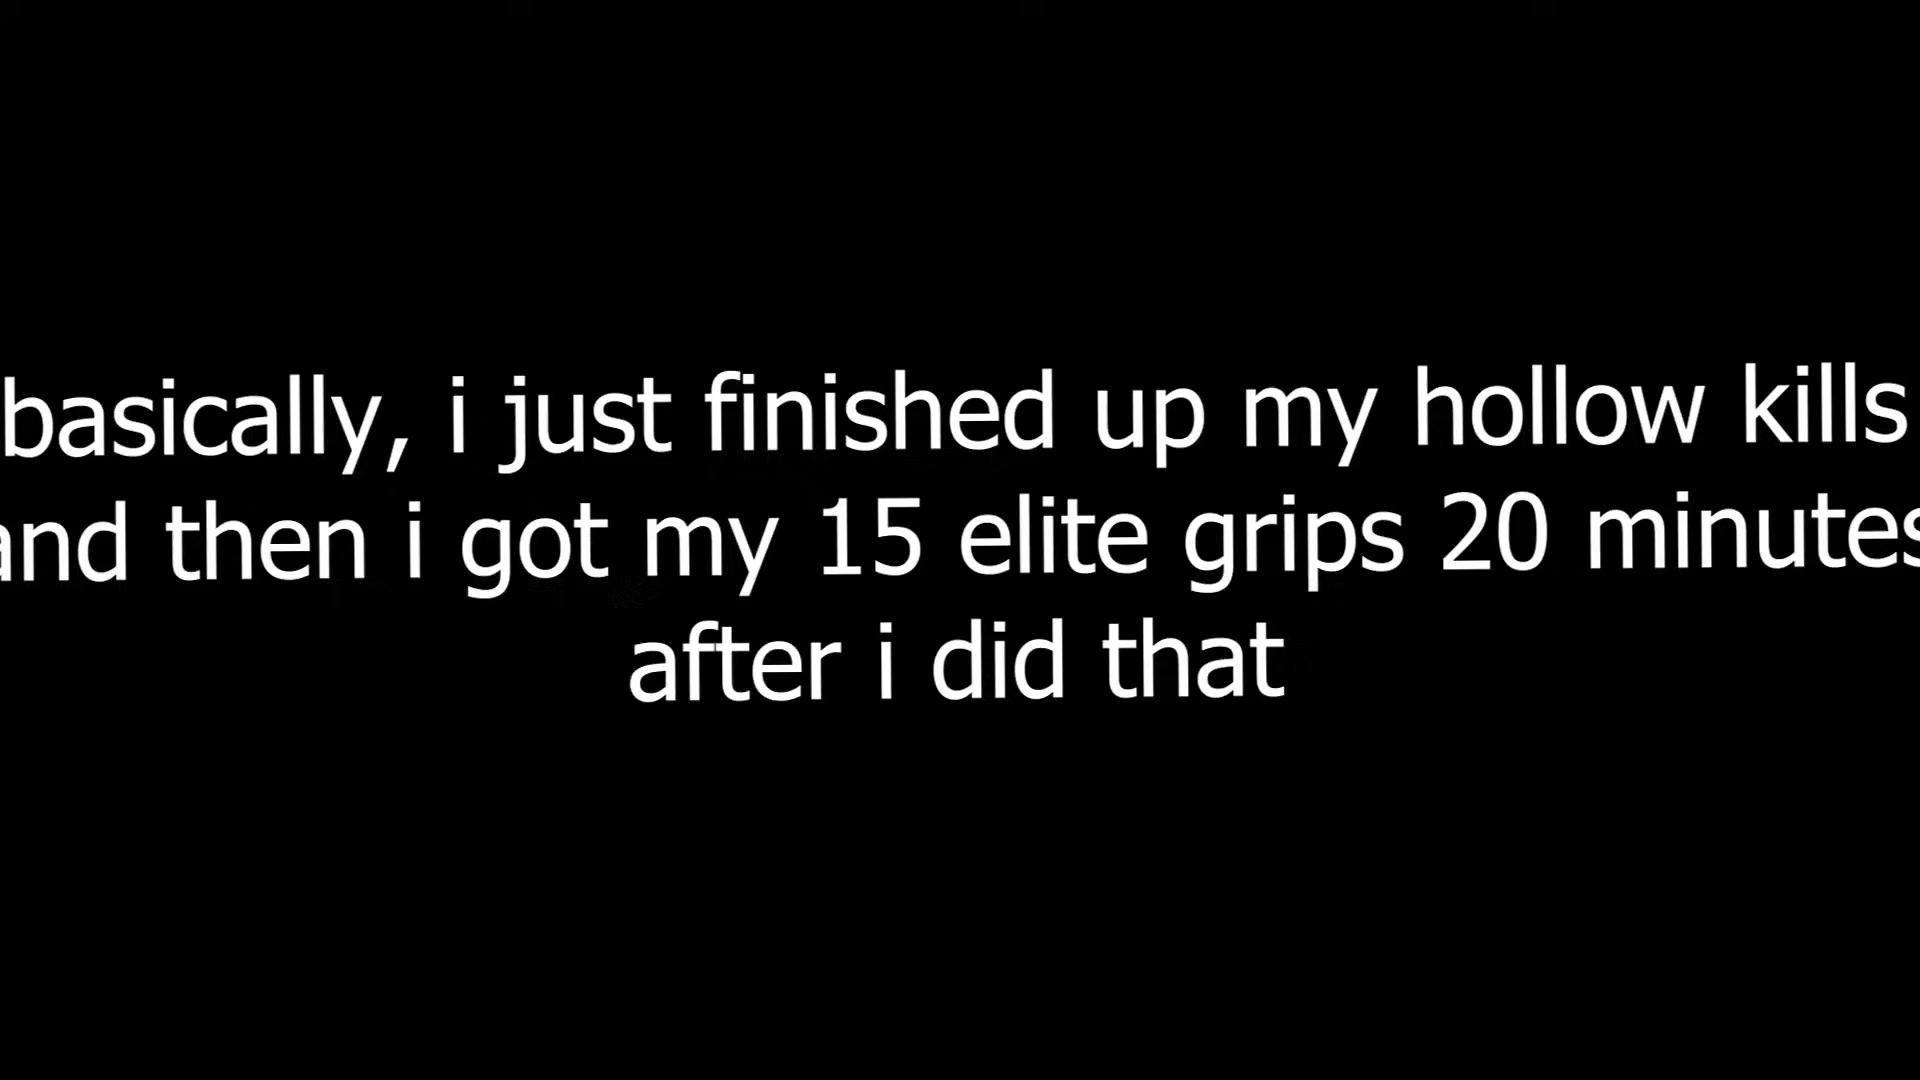 basically, i just finished up my hollow kills
and then i got my 15 elite grips 20 minutes
after i did that